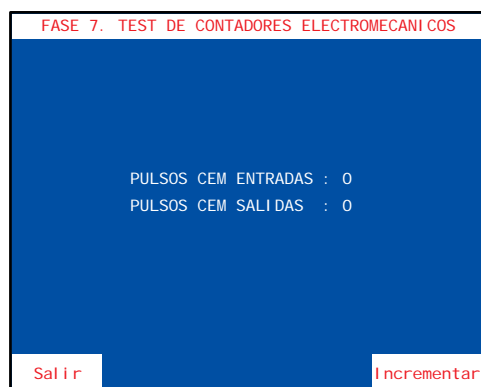 FASE 7. TEST DE CONTADORES ELECTROMECANICOS
PULSOS CEM ENTRADAS : 0
PULSOS CEM SALIDAS : 0
Salir Incrementar